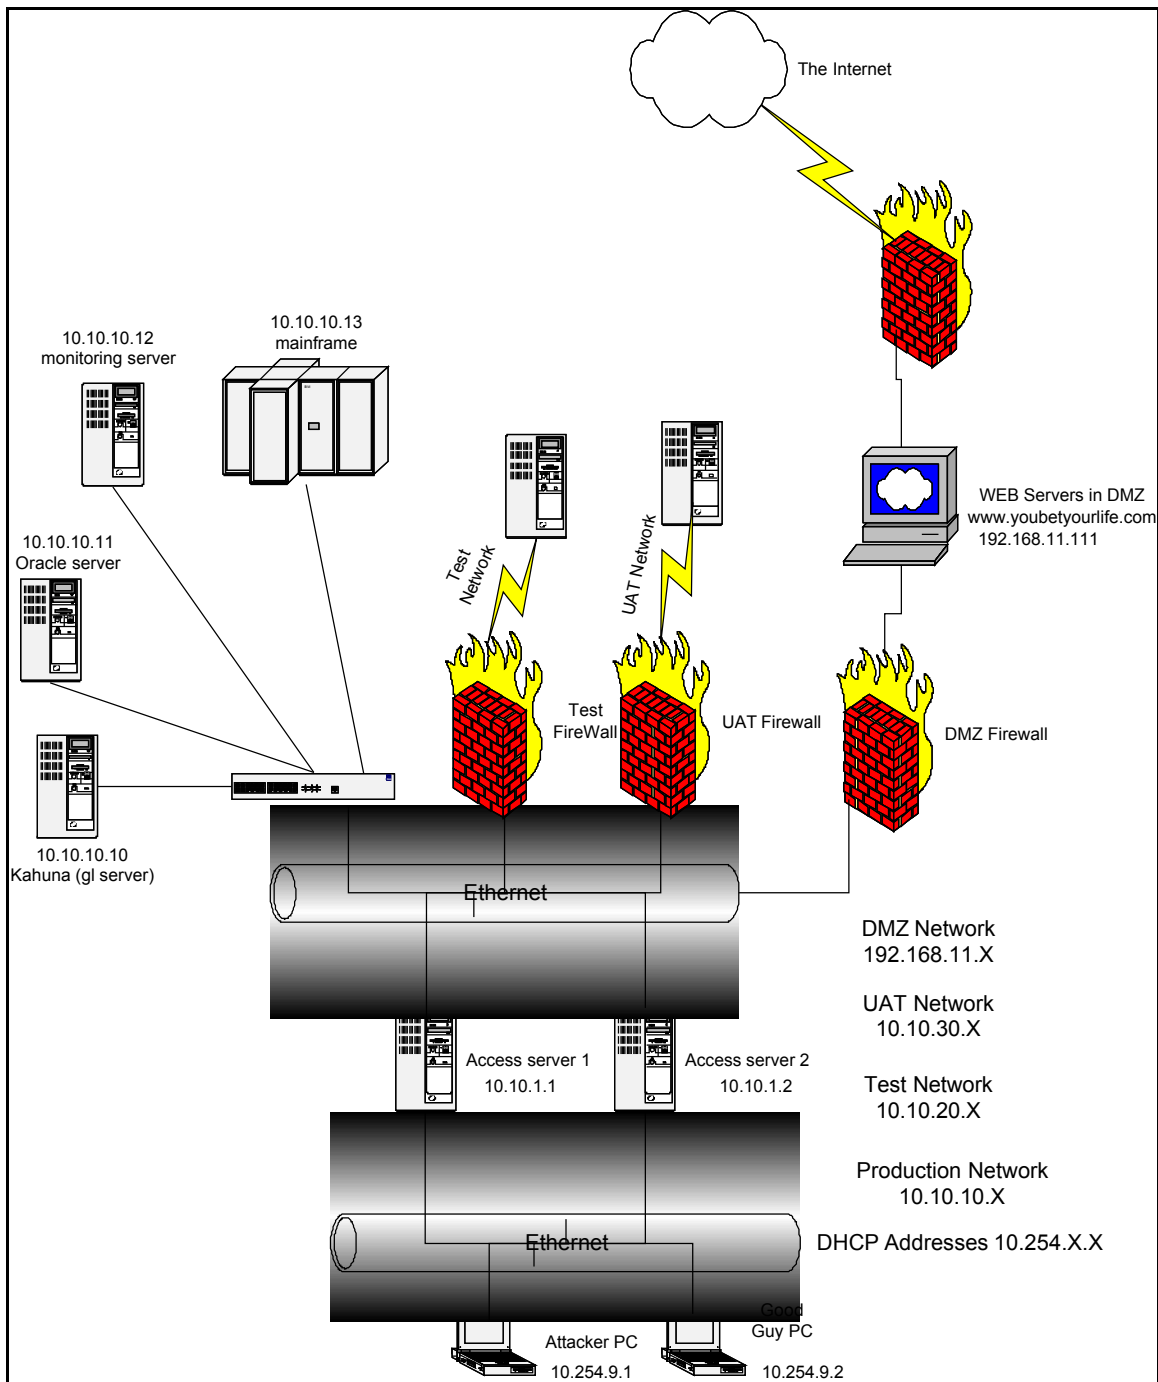 The Internet
10.10.10.13
mainframe
10.10.10.12
monitoring server
WEB Servers in DMZ
www.youbetyourlife.com
192.168.11.111
10.10.10.11
Oracle server
Test
Network
UAT Network
Test
FireWall
UAT Firewall
DMZ Firewall
10.10.10.10
Kahuna (gl server)
Ethernet
DMZ Network
192.168.11.X
UAT Network
10.10.30.X
Access server 1
10.10.1.1
Access server 2
10.10.1.2
Test Network
10.10.20.X
Production Network
10.10.10.X
Ethernet
DHCP Addresses 10.254.X.X
Attacker PC
10.254.9.1
Good
Guy PC
10.254.9.2